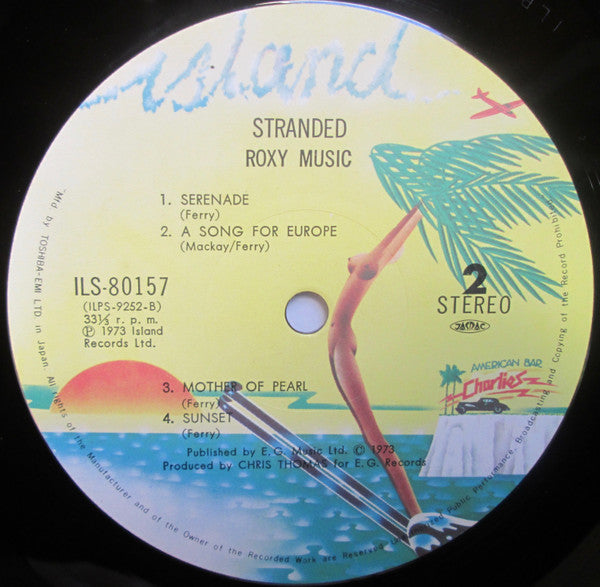 island
STRANDED
ROXY MUSIC
1. SERENADE
(Ferry)
2. A SONG FOR EUROPE
(Mackay/Ferry)
ILS-80157
(ILPS-9252-B)
33⅓ r. p. m.
Ⓟ 1973 Island
Records Ltd.
2
STEREO
JASRAC
AMERICAN BAR
Charlies
3. MOTHER OF PEARL
(Ferry)
4. SUNSET
(Ferry)
Published by E. G. Music Ltd. © 1973
Produced by CHRIS THOMAS for E. G. Records
"Mfd by TOSHIBA-EMI LTD in Japan. All rights of the Manufacturer and of the Owner of the Recorded Work are Reserved Unauthorized Public Performance, Broadcasting and Copying of the Record Prohibited"